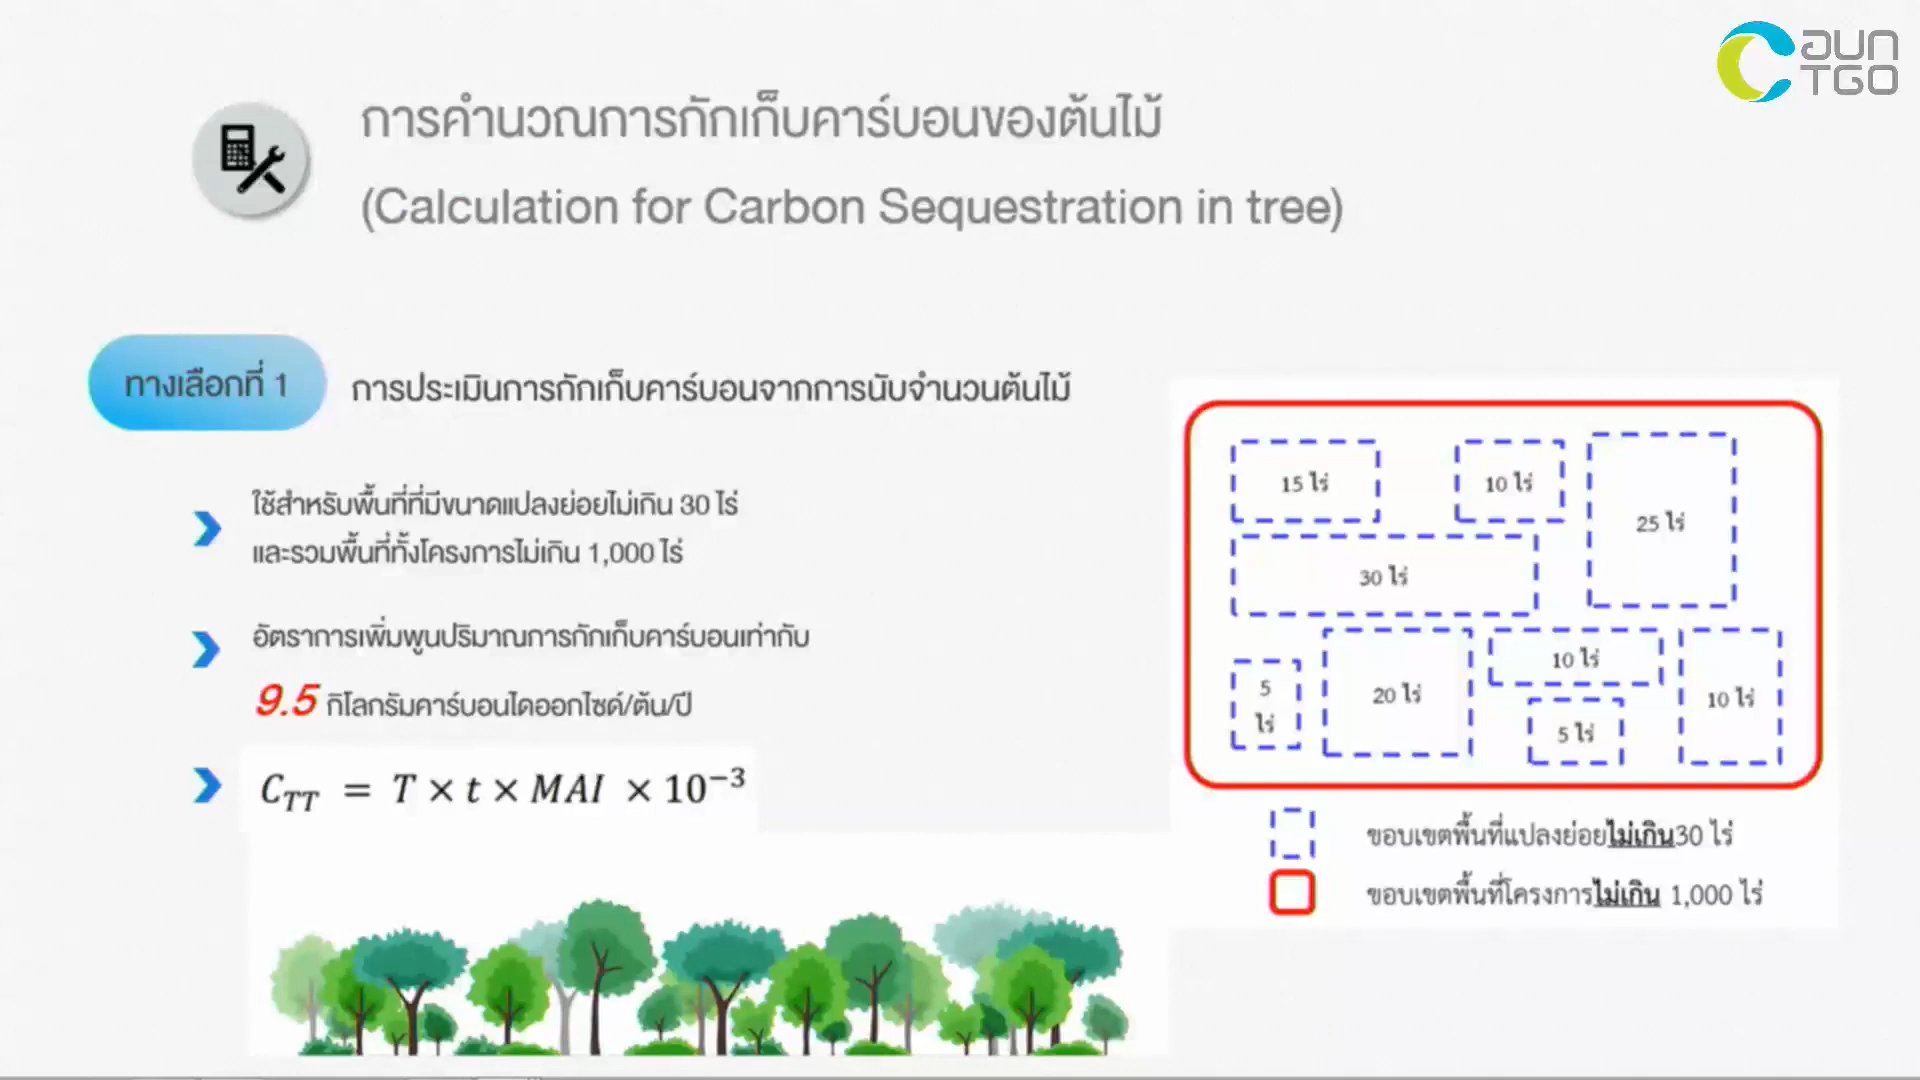 อบก
TGO
การคำนวณการกักเก็บคาร์บอนของต้นไม้
(Calculation for Carbon Sequestration in tree)
ทางเลือกที่ 1
การประเมินการกักเก็บคาร์บอนจากการนับจำนวนต้นไม้
ใช้สำหรับพื้นที่ที่มีขนาดแปลงย่อยไม่เกิน 30 ไร่
และรวมพื้นที่ทั้งโครงการไม่เกิน 1,000 ไร่
อัตราการเพิ่มพูนปริมาณการกักเก็บคาร์บอนเท่ากับ
9.5 กิโลกรัมคาร์บอนไดออกไซด์/ต้น/ปี
C_TT = T × t × MAI × 10⁻³
15 ไร่
10 ไร่
25 ไร่
30 ไร่
5
ไร่
20 ไร่
10 ไร่
5 ไร่
10 ไร่
ขอบเขตพื้นที่แปลงย่อยไม่เกิน30 ไร่
ขอบเขตพื้นที่โครงการไม่เกิน 1,000 ไร่